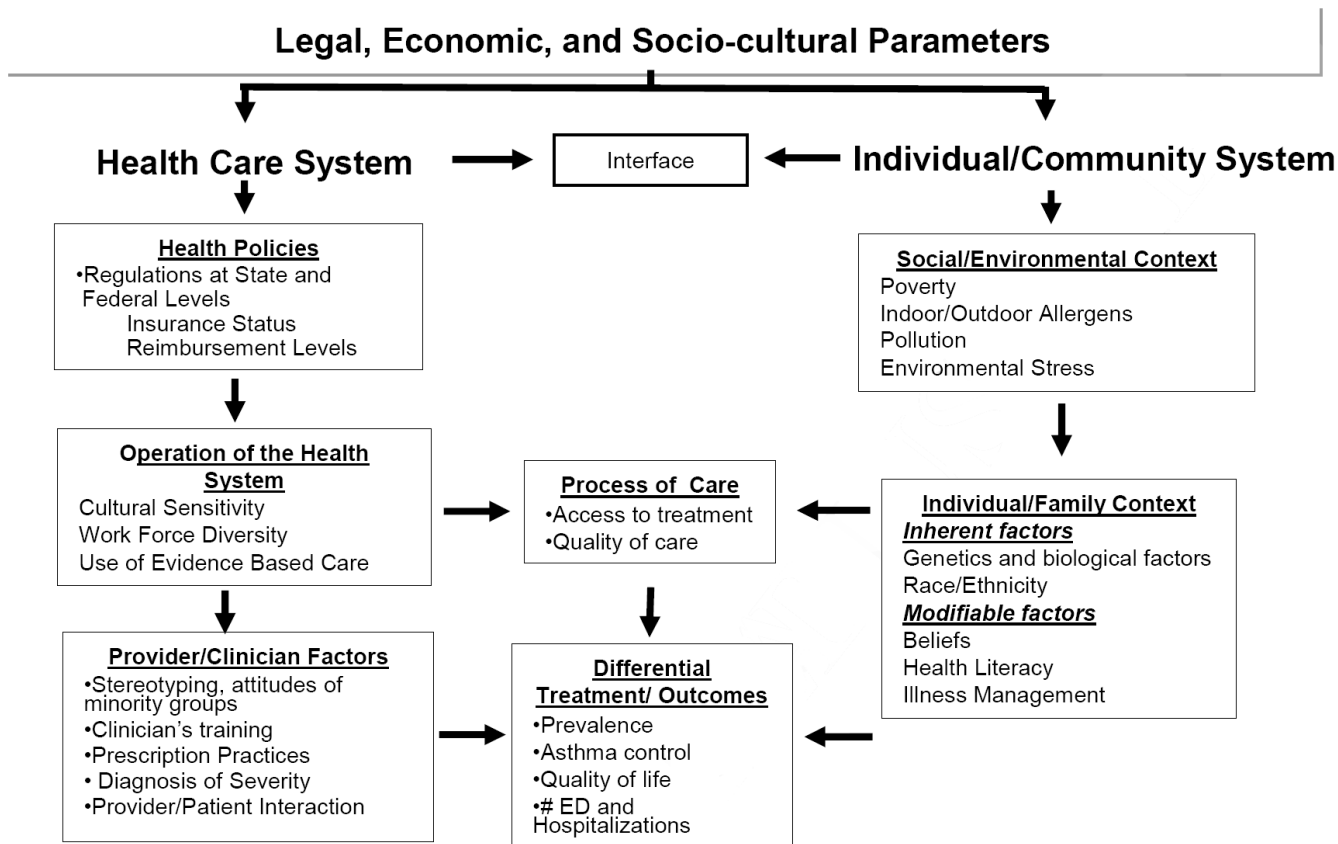 Legal, Economic, and Socio-cultural Parameters
Health Care System
Interface
Individual/Community System
Health Policies
•Regulations at State and
Federal Levels
Insurance Status
Reimbursement Levels
Social/Environmental Context
Poverty
Indoor/Outdoor Allergens
Pollution
Environmental Stress
Operation of the Health
System
Cultural Sensitivity
Work Force Diversity
Use of Evidence Based Care
Process of Care
•Access to treatment
•Quality of care
Individual/Family Context
Inherent factors
Genetics and biological factors
Race/Ethnicity
Modifiable factors
Beliefs
Health Literacy
Illness Management
Provider/Clinician Factors
•Stereotyping, attitudes of
minority groups
•Clinician's training
•Prescription Practices
• Diagnosis of Severity
•Provider/Patient Interaction
Differential
Treatment/ Outcomes
•Prevalence
•Asthma control
•Quality of life
•# ED and
Hospitalizations